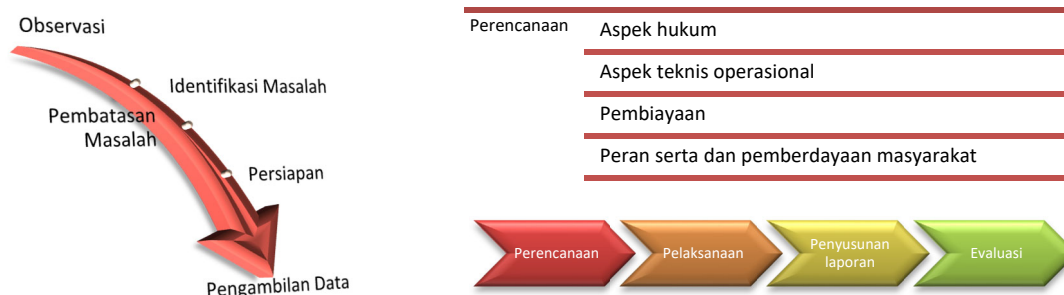 Observasi
Identifikasi Masalah
Pembatasan
Masalah
Persiapan
Pengambilan Data
Perencanaan
Aspek hukum
Aspek teknis operasional
Pembiayaan
Peran serta dan pemberdayaan masyarakat
Perencanaan
Pelaksanaan
Penyusunan
laporan
Evaluasi